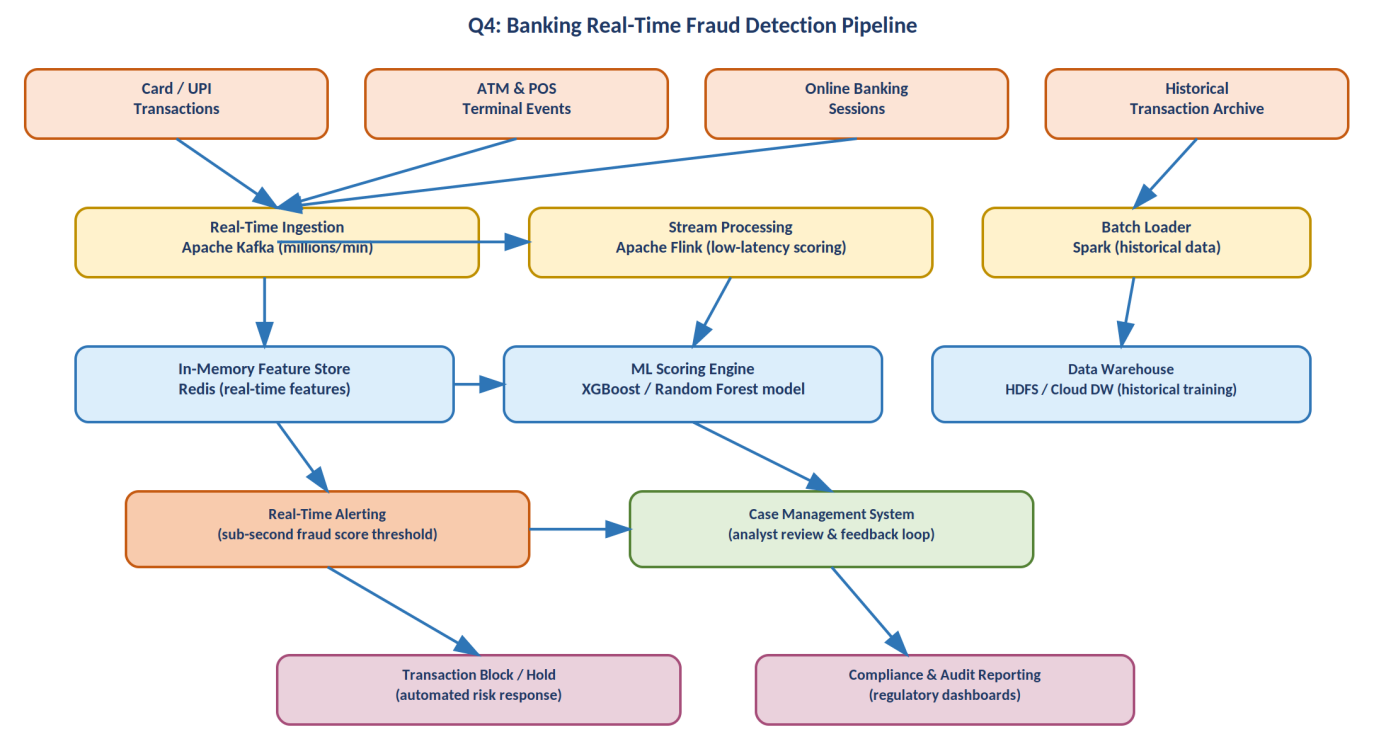 Q4: Banking Real-Time Fraud Detection Pipeline
Card / UPI
Transactions
ATM & POS
Terminal Events
Online Banking
Sessions
Historical
Transaction Archive
Real-Time Ingestion
Apache Kafka (millions/min)
Stream Processing
Apache Flink (low-latency scoring)
Batch Loader
Spark (historical data)
In-Memory Feature Store
Redis (real-time features)
ML Scoring Engine
XGBoost / Random Forest model
Data Warehouse
HDFS / Cloud DW (historical training)
Real-Time Alerting
(sub-second fraud score threshold)
Case Management System
(analyst review & feedback loop)
Transaction Block / Hold
(automated risk response)
Compliance & Audit Reporting
(regulatory dashboards)